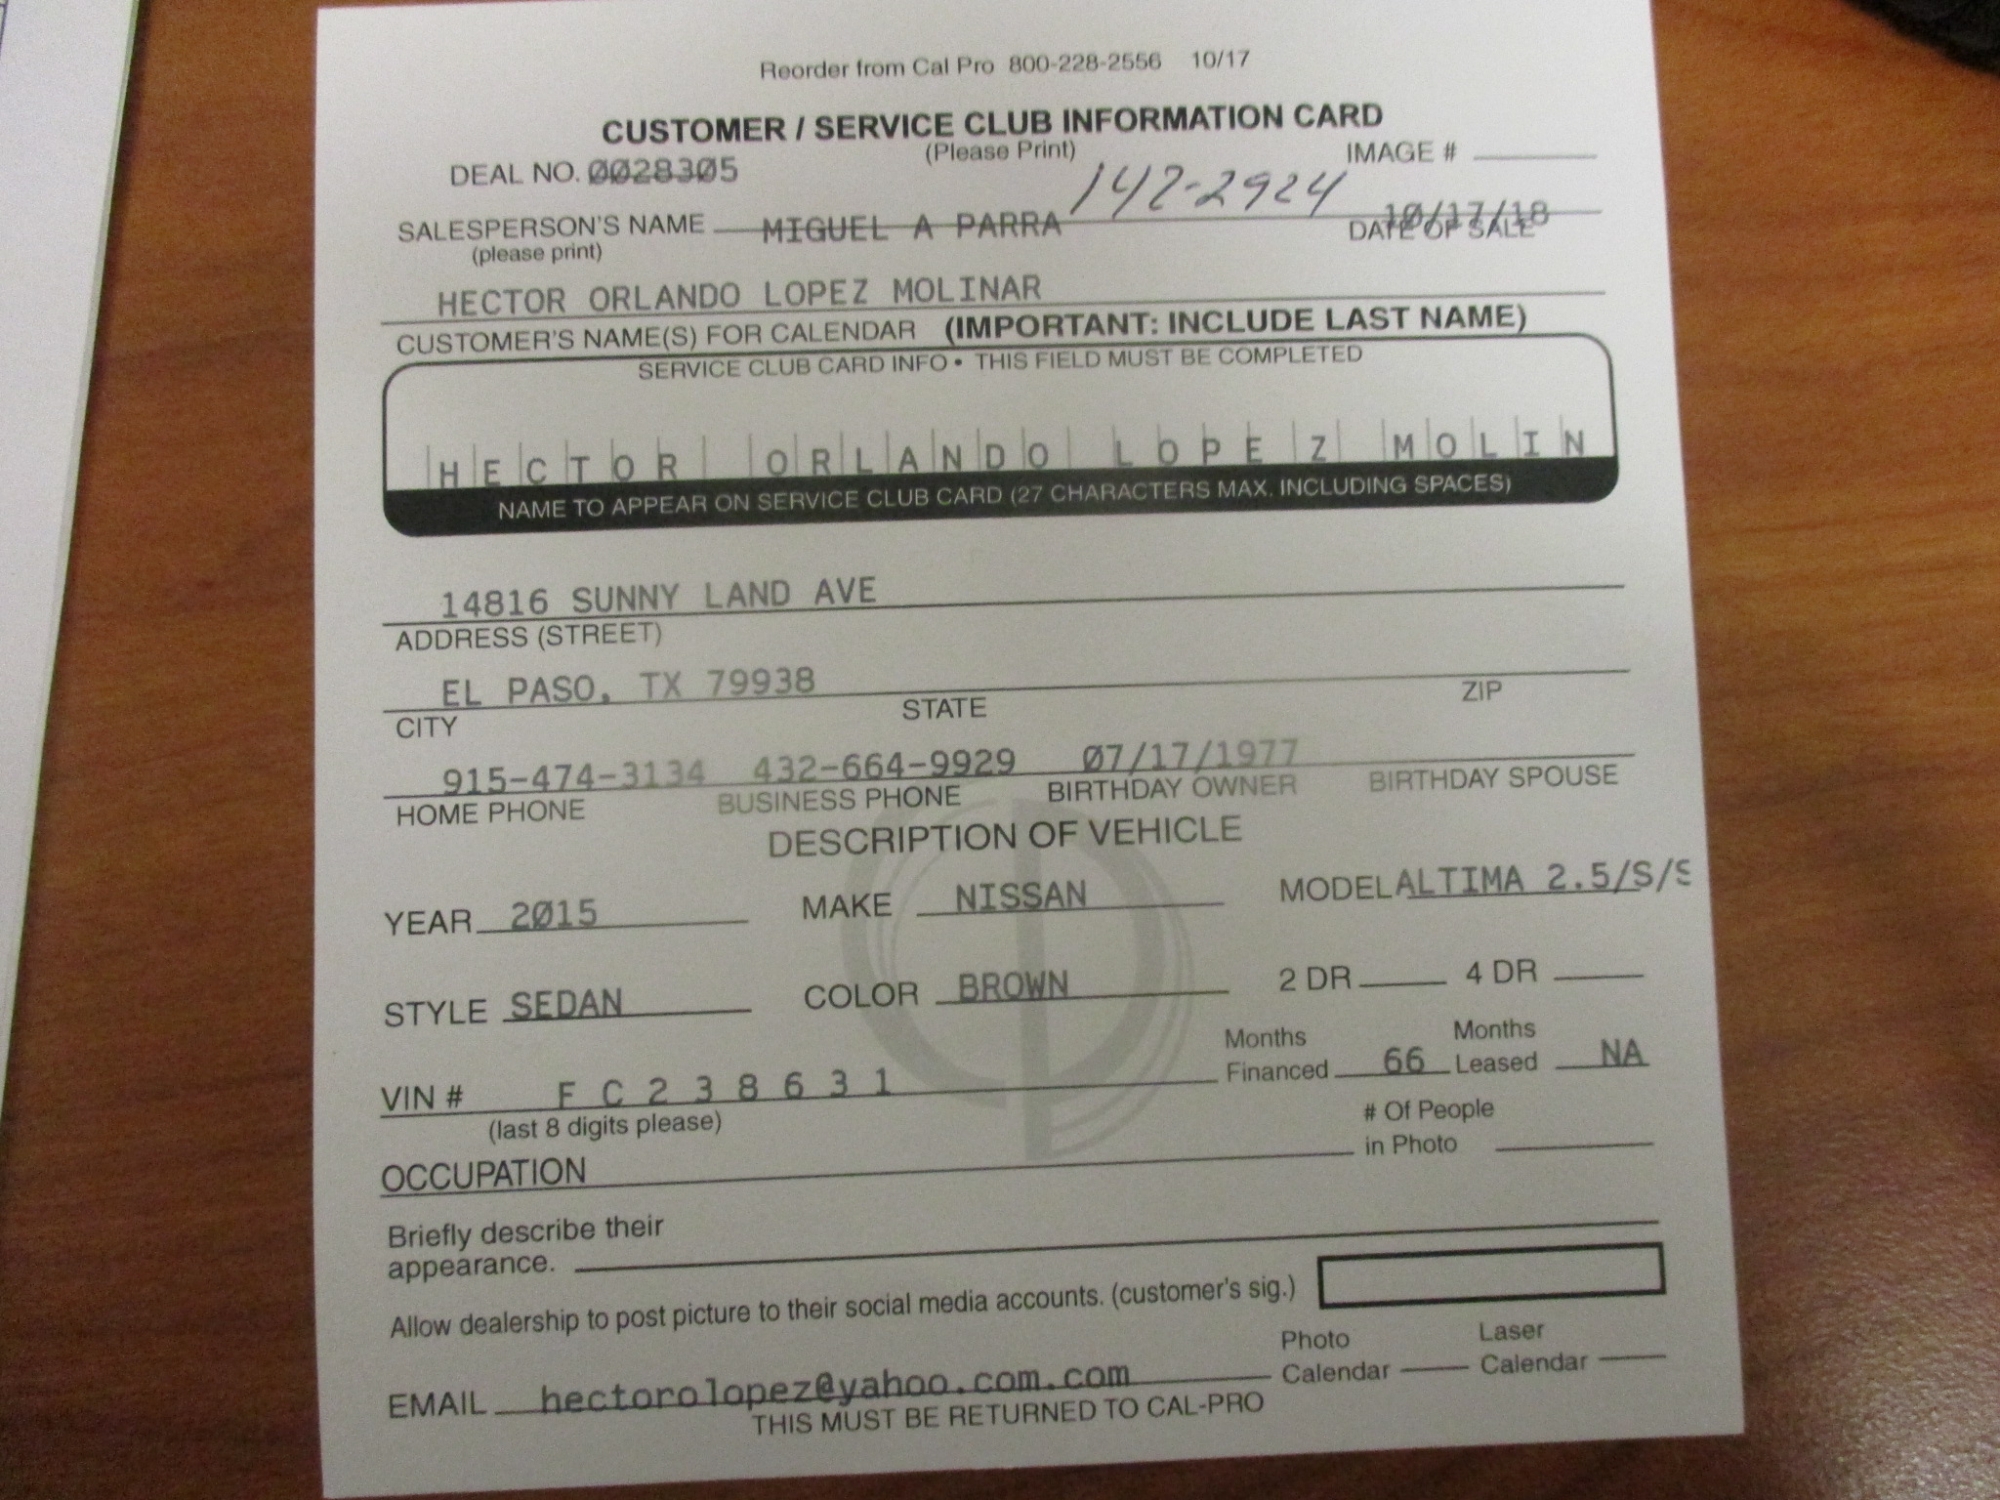 Reorder from Cal Pro 800-228-2556 10/17
CUSTOMER / SERVICE CLUB INFORMATION CARD
(Please Print)
DEAL NO. 0028305 IMAGE #
142-2924
SALESPERSON'S NAME MIGUEL A PARRA 10/17/18
(please print) DATE OF SALE
HECTOR ORLANDO LOPEZ MOLINAR
CUSTOMER'S NAME(S) FOR CALENDAR (IMPORTANT: INCLUDE LAST NAME)
SERVICE CLUB CARD INFO • THIS FIELD MUST BE COMPLETED
HECTOR ORLANDO LOPEZ MOLIN
NAME TO APPEAR ON SERVICE CLUB CARD (27 CHARACTERS MAX. INCLUDING SPACES)
14816 SUNNY LAND AVE
ADDRESS (STREET)
EL PASO, TX 79938
CITY STATE ZIP
915-474-3134 432-664-9929 07/17/1977
HOME PHONE BUSINESS PHONE BIRTHDAY OWNER BIRTHDAY SPOUSE
DESCRIPTION OF VEHICLE
YEAR 2015 MAKE NISSAN MODEL ALTIMA 2.5/S/S
STYLE SEDAN COLOR BROWN 2 DR 4 DR
Months Months
VIN # F C 2 3 8 6 3 1 Financed 66 Leased NA
(last 8 digits please) # Of People
OCCUPATION in Photo
Briefly describe their
appearance.
Allow dealership to post picture to their social media accounts. (customer's sig.)
Photo Laser
EMAIL hectorolopez@yahoo.com.com Calendar Calendar
THIS MUST BE RETURNED TO CAL-PRO